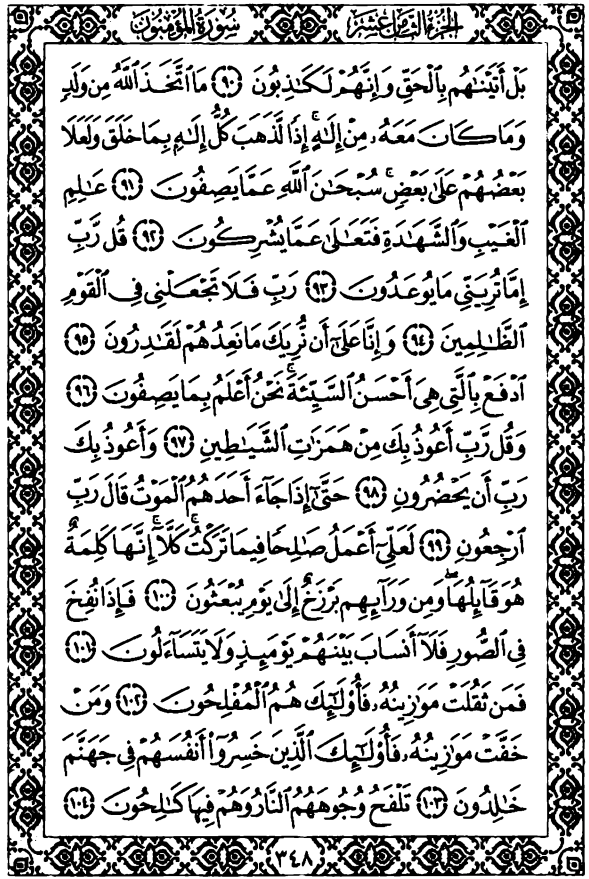 الجزء الثامن عشر سورة المؤمنون
بَلْ أَتَيْنَٰهُم بِٱلْحَقِّ وَإِنَّهُمْ لَكَٰذِبُونَ ﴿٩٠﴾ مَا ٱتَّخَذَ ٱللَّهُ مِن وَلَدٍ
وَمَا كَانَ مَعَهُۥ مِنْ إِلَٰهٍ ۚ إِذًا لَّذَهَبَ كُلُّ إِلَٰهٍۭ بِمَا خَلَقَ وَلَعَلَا
بَعْضُهُمْ عَلَىٰ بَعْضٍ ۚ سُبْحَٰنَ ٱللَّهِ عَمَّا يَصِفُونَ ﴿٩١﴾ عَٰلِمِ
ٱلْغَيْبِ وَٱلشَّهَٰدَةِ فَتَعَٰلَىٰ عَمَّا يُشْرِكُونَ ﴿٩٢﴾ قُل رَّبِّ
إِمَّا تُرِيَنِّى مَا يُوعَدُونَ ﴿٩٣﴾ رَبِّ فَلَا تَجْعَلْنِى فِى ٱلْقَوْمِ
ٱلظَّٰلِمِينَ ﴿٩٤﴾ وَإِنَّا عَلَىٰٓ أَن نُّرِيَكَ مَا نَعِدُهُمْ لَقَٰدِرُونَ ﴿٩٥﴾
ٱدْفَعْ بِٱلَّتِى هِىَ أَحْسَنُ ٱلسَّيِّئَةَ ۚ نَحْنُ أَعْلَمُ بِمَا يَصِفُونَ ﴿٩٦﴾
وَقُل رَّبِّ أَعُوذُ بِكَ مِنْ هَمَزَٰتِ ٱلشَّيَٰطِينِ ﴿٩٧﴾ وَأَعُوذُ بِكَ
رَبِّ أَن يَحْضُرُونِ ﴿٩٨﴾ حَتَّىٰٓ إِذَا جَآءَ أَحَدَهُمُ ٱلْمَوْتُ قَالَ رَبِّ
ٱرْجِعُونِ ﴿٩٩﴾ لَعَلِّىٓ أَعْمَلُ صَٰلِحًا فِيمَا تَرَكْتُ ۚ كَلَّآ ۚ إِنَّهَا كَلِمَةٌ
هُوَ قَآئِلُهَا ۖ وَمِن وَرَآئِهِم بَرْزَخٌ إِلَىٰ يَوْمِ يُبْعَثُونَ ﴿١٠٠﴾ فَإِذَا نُفِخَ
فِى ٱلصُّورِ فَلَآ أَنسَابَ بَيْنَهُمْ يَوْمَئِذٍ وَلَا يَتَسَآءَلُونَ ﴿١٠١﴾
فَمَن ثَقُلَتْ مَوَٰزِينُهُۥ فَأُو۟لَٰٓئِكَ هُمُ ٱلْمُفْلِحُونَ ﴿١٠٢﴾ وَمَنْ
خَفَّتْ مَوَٰزِينُهُۥ فَأُو۟لَٰٓئِكَ ٱلَّذِينَ خَسِرُوٓا۟ أَنفُسَهُمْ فِى جَهَنَّمَ
خَٰلِدُونَ ﴿١٠٣﴾ تَلْفَحُ وُجُوهَهُمُ ٱلنَّارُ وَهُمْ فِيهَا كَٰلِحُونَ ﴿١٠٤﴾
٣٤٨